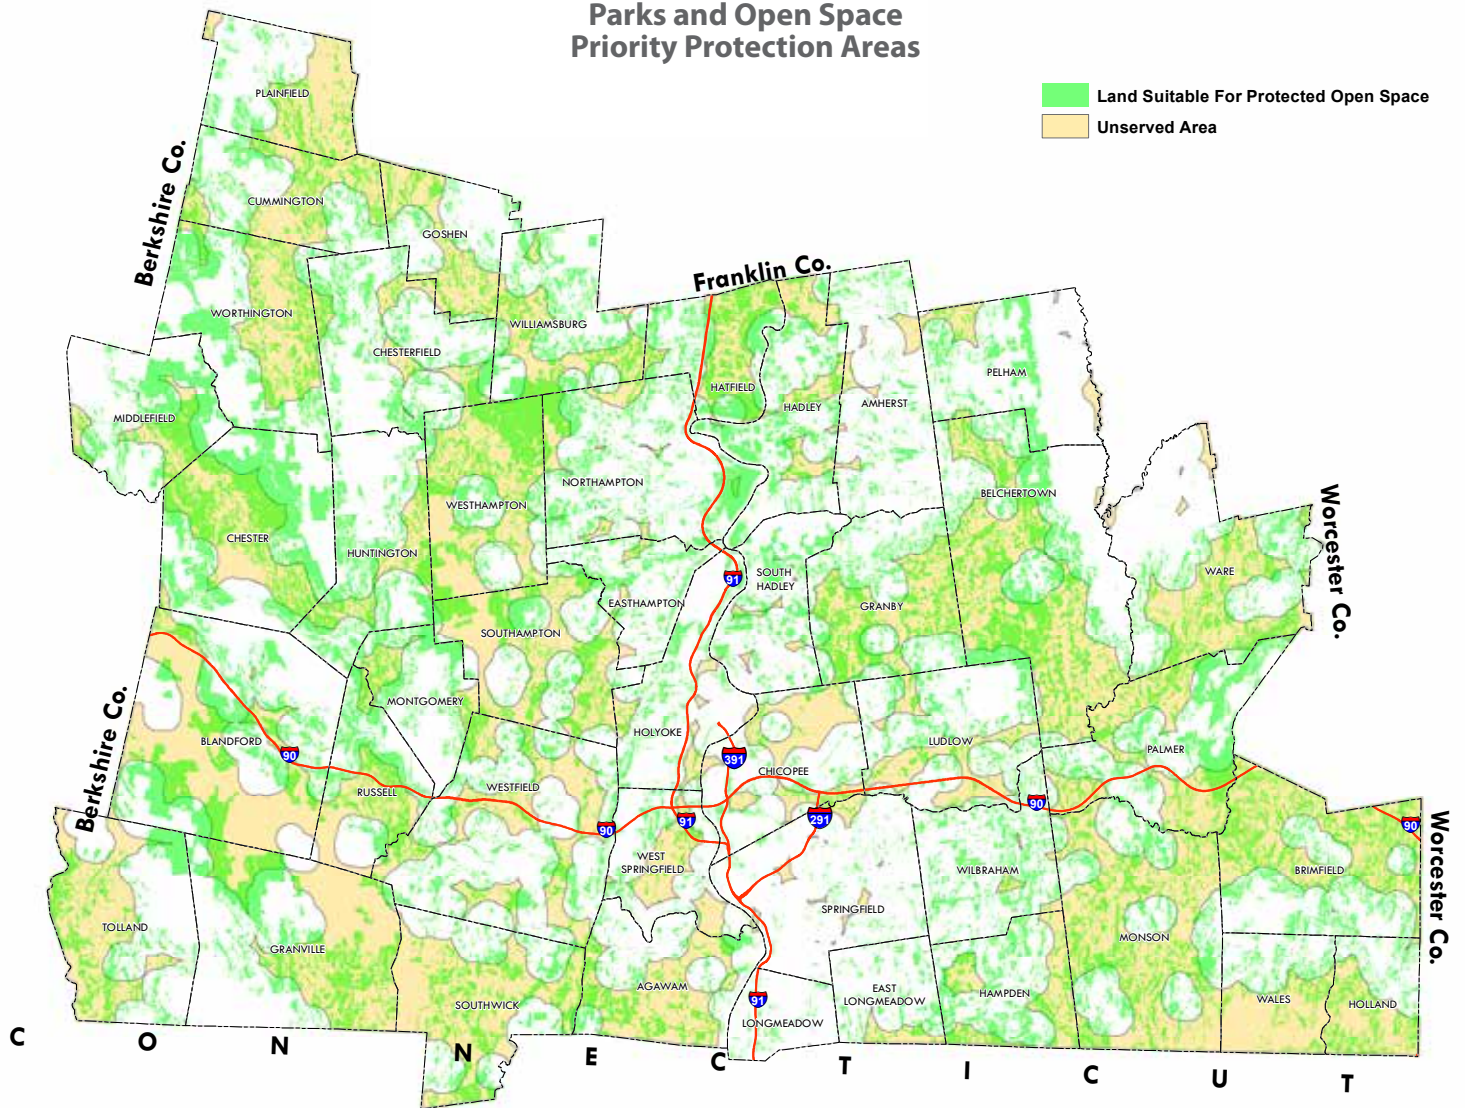 Parks and Open Space
Priority Protection Areas
Land Suitable For Protected Open Space
Unserved Area
Berkshire Co.
Franklin Co.
Worcester Co.
Berkshire Co.
Worcester Co.
PLAINFIELD
CUMMINGTON
GOSHEN
WORTHINGTON
WILLIAMSBURG
CHESTERFIELD
HATFIELD
PELHAM
MIDDLEFIELD
HADLEY
AMHERST
NORTHAMPTON
BELCHERTOWN
WESTHAMPTON
CHESTER
HUNTINGTON
91
SOUTH
HADLEY
WARE
EASTHAMPTON
GRANBY
SOUTHAMPTON
MONTGOMERY
HOLYOKE
BLANDFORD
90
LUDLOW
PALMER
391
CHICOPEE
RUSSELL
WESTFIELD
90
91
291
90
90
WEST
SPRINGFIELD
WILBRAHAM
BRIMFIELD
SPRINGFIELD
TOLLAND
GRANVILLE
MONSON
AGAWAM
EAST
LONGMEADOW
HAMPDEN
SOUTHWICK
91
WALES
HOLLAND
LONGMEADOW
C O N N E C T I C U T